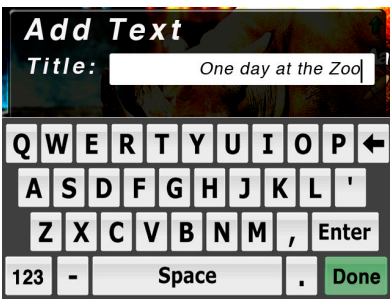 Add Text
Title: One day at the Zoo
Q W E R T Y U I O P ←
A S D F G H J K L '
Z X C V B N M , Enter
123 - Space . Done